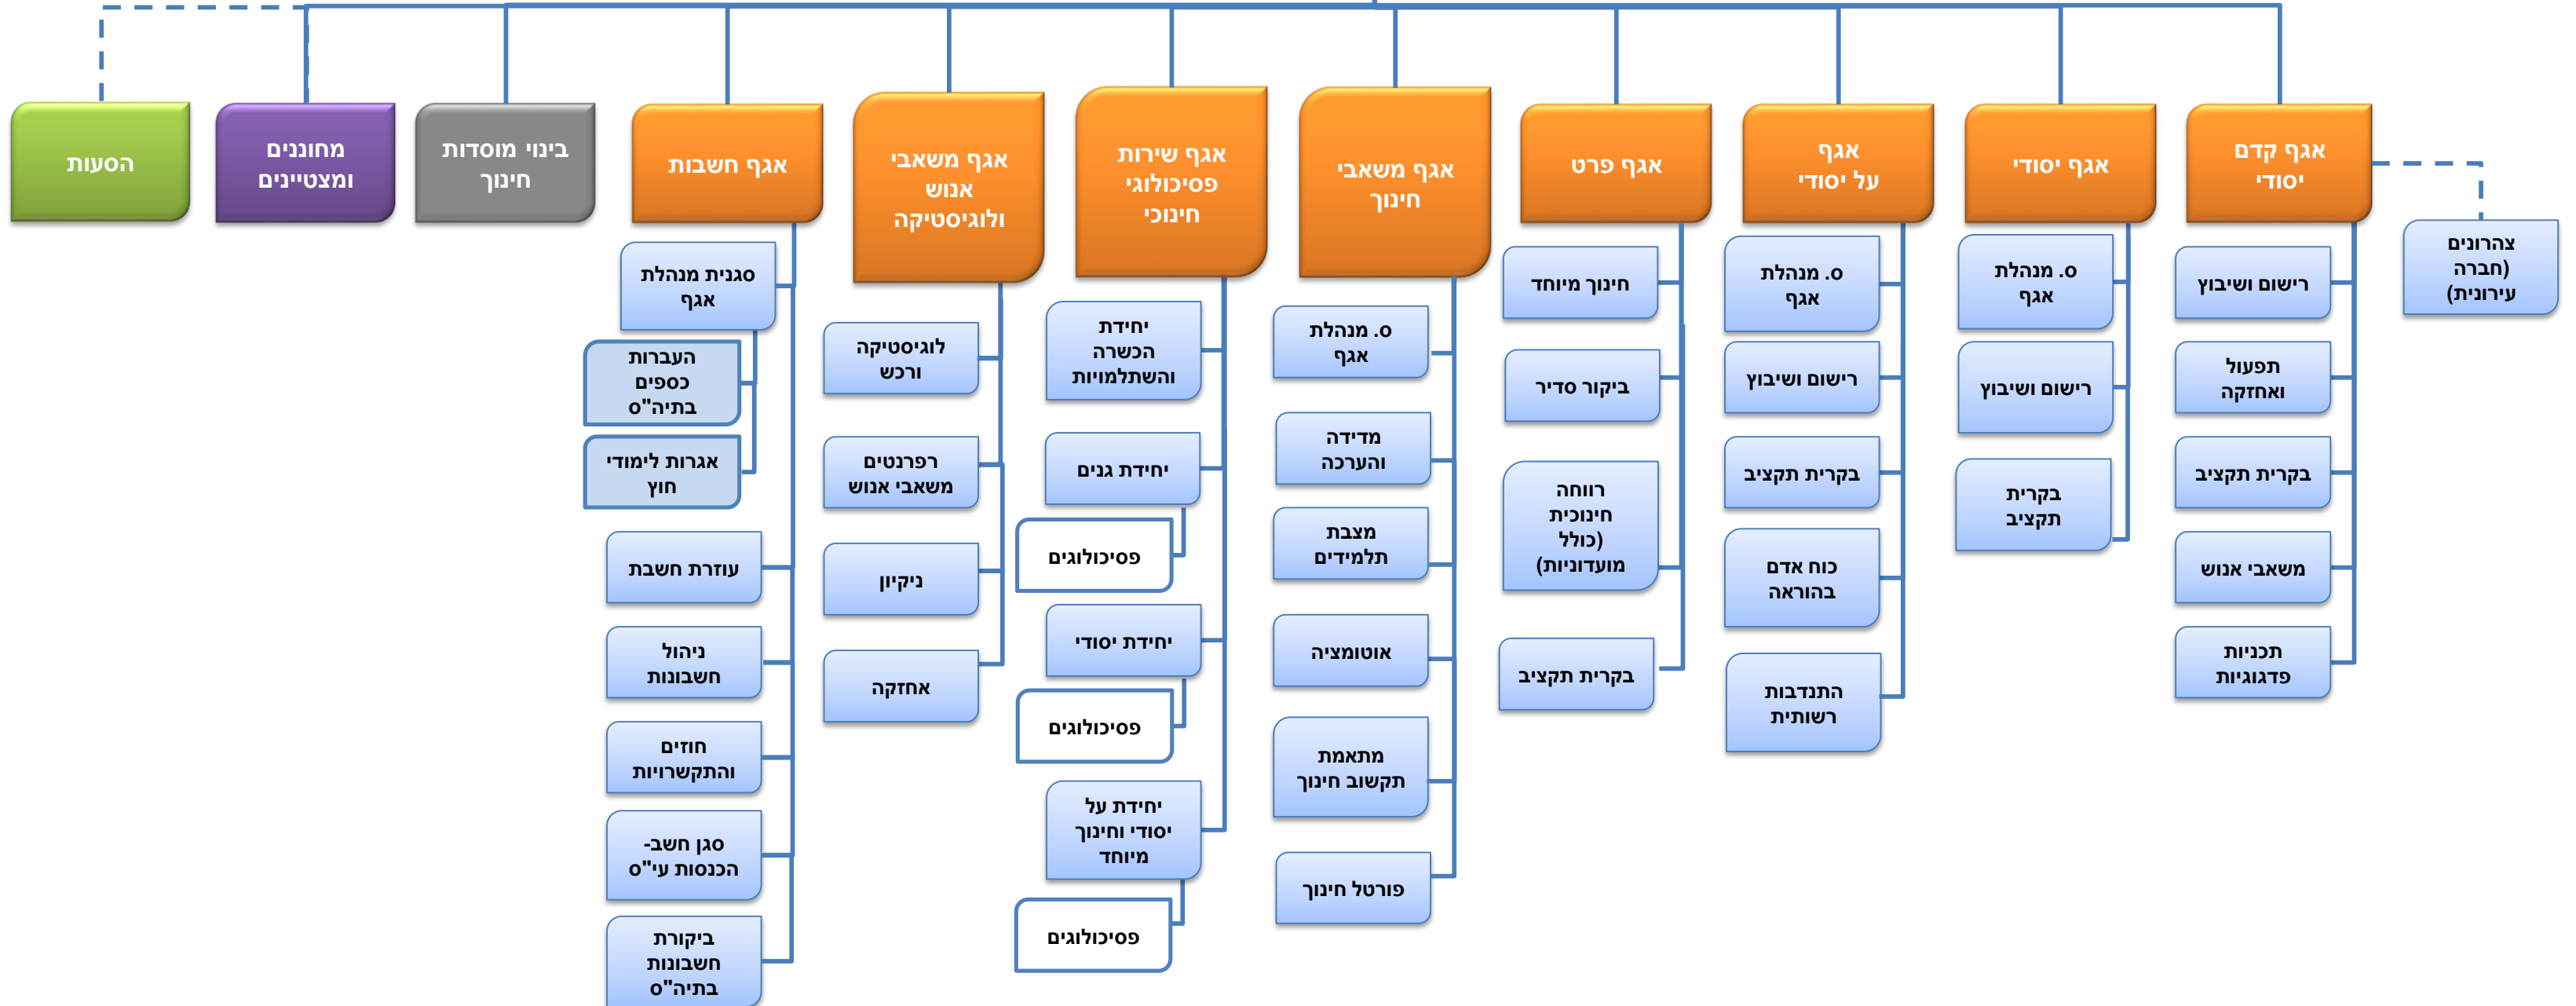 אגף קדם
יסודי
צהרונים
(חברה
עירונית)
רישום ושיבוץ
תפעול
ואחזקה
בקרית תקציב
משאבי אנוש
תכניות
פדגוגיות
אגף יסודי
ס. מנהלת
אגף
רישום ושיבוץ
בקרית
תקציב
אגף
על יסודי
ס. מנהלת
אגף
רישום ושיבוץ
בקרית תקציב
כוח אדם
בהוראה
התנדבות
רשותית
אגף פרט
חינוך מיוחד
ביקור סדיר
רווחה
חינוכית
(כולל
מועדוניות)
בקרית תקציב
אגף משאבי
חינוך
ס. מנהלת
אגף
מדידה
והערכה
מצבת
תלמידים
אוטומציה
מתאמת
תקשוב חינוך
פורטל חינוך
אגף שירות
פסיכולוגי
חינוכי
יחידת
הכשרה
והשתלמויות
יחידת גנים
פסיכולוגים
יחידת יסודי
פסיכולוגים
יחידת על
יסודי וחינוך
מיוחד
פסיכולוגים
אגף משאבי
אנוש
ולוגיסטיקה
לוגיסטיקה
ורכש
רפרנטים
משאבי אנוש
ניקיון
אחזקה
אגף חשבות
סגנית מנהלת
אגף
העברות
כספים
בתיה"ס
אגרות לימודי
חוץ
עוזרת חשבת
ניהול
חשבונות
חוזים
והתקשרויות
סגן חשב-
הכנסות עי"ס
ביקורת
חשבונות
בתיה"ס
בינוי מוסדות
חינוך
מחוננים
ומצטיינים
הסעות